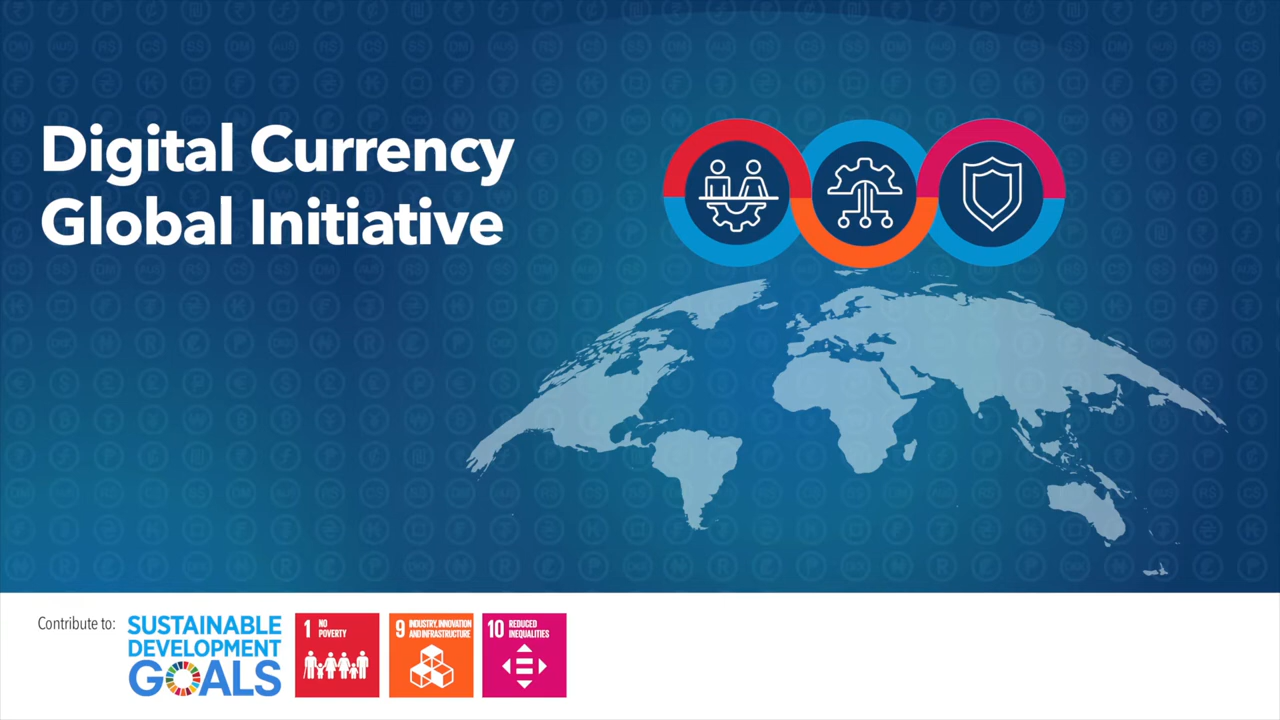 Digital Currency
Global Initiative
Contribute to:
SUSTAINABLE
DEVELOPMENT
GOALS
1 NO
POVERTY
9 INDUSTRY, INNOVATION
AND INFRASTRUCTURE
10 REDUCED
INEQUALITIES